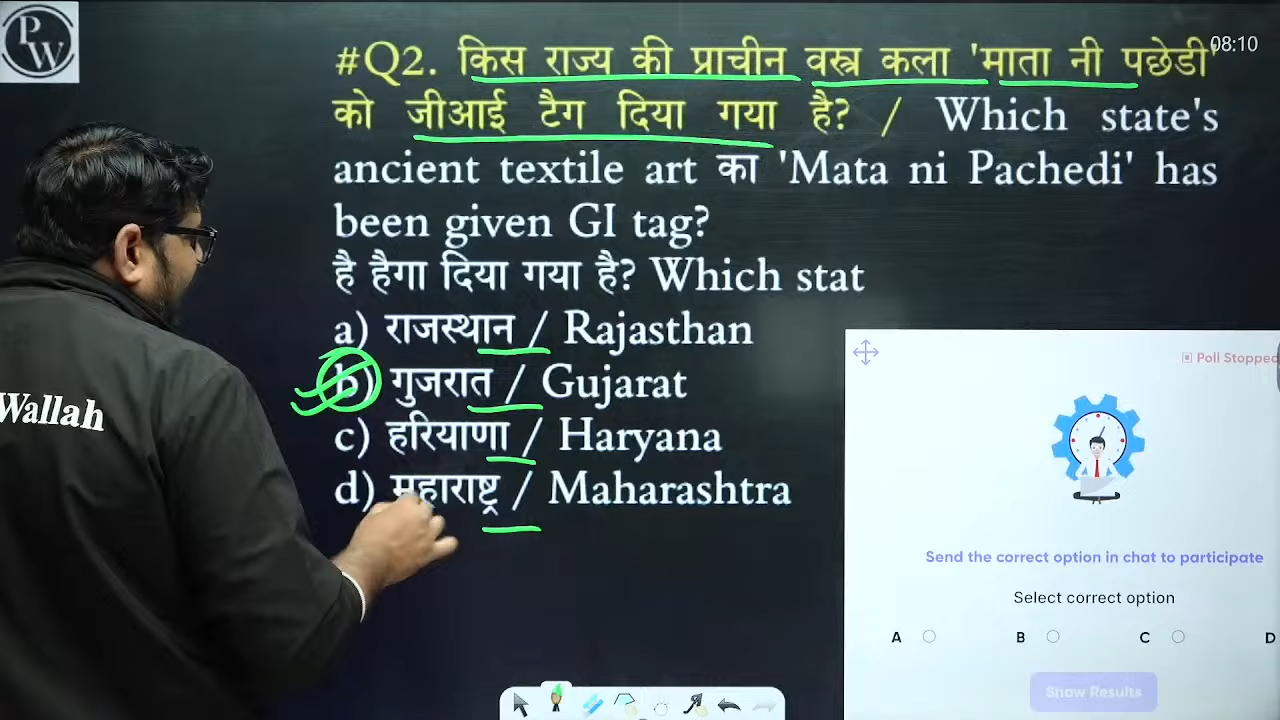 P
W
08:10
#Q2. किस राज्य की प्राचीन वस्त्र कला 'माता नी पछेडी'
को जीआई टैग दिया गया है? / Which state's
ancient textile art का 'Mata ni Pachedi' has
been given GI tag?
है हैगा दिया गया है? Which stat
a) राजस्थान / Rajasthan
b) गुजरात / Gujarat
c) हरियाणा / Haryana
d) महाराष्ट्र / Maharashtra
Wallah
Poll Stopped
Send the correct option in chat to participate
Select correct option
A B C D
Show Results